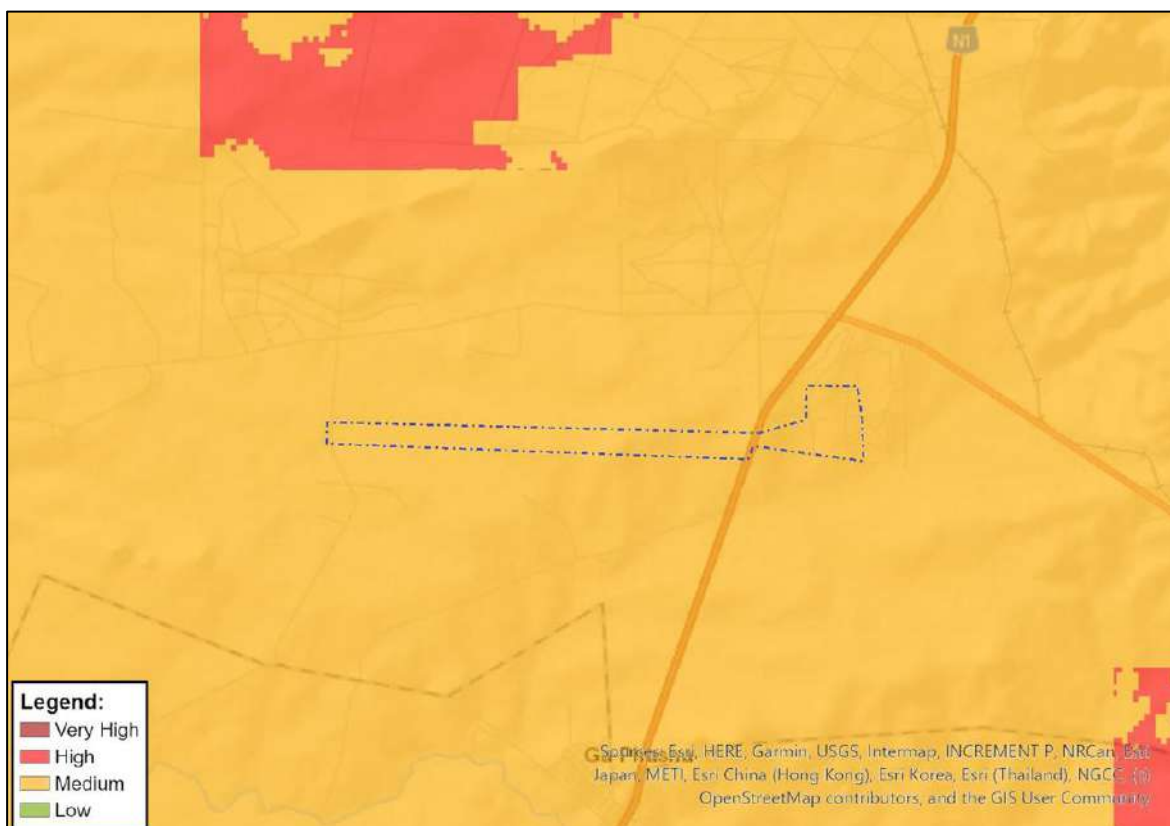 N1
Legend:
Very High
High
Medium
Low
Sources: Esri, HERE, Garmin, USGS, Intermap, INCREMENT P, NRCan, Esri
Japan, METI, Esri China (Hong Kong), Esri Korea, Esri (Thailand), NGCC, (c)
OpenStreetMap contributors, and the GIS User Community